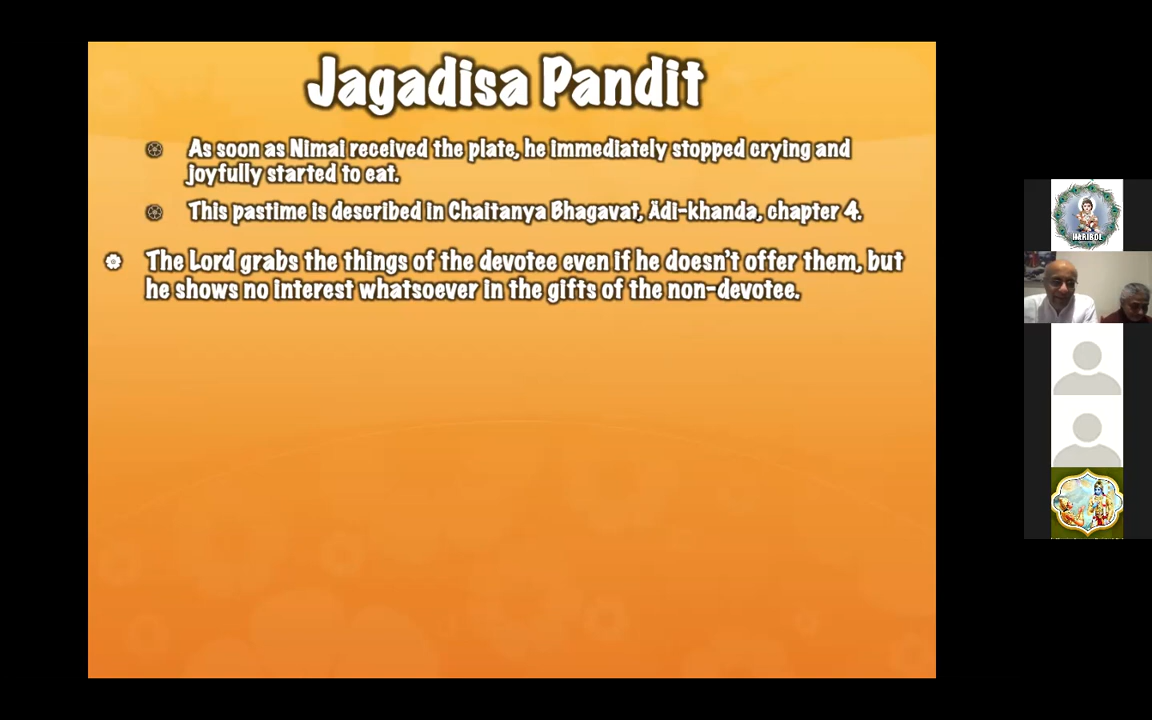 Jagadisa Pandit
As soon as Nimai received the plate, he immediately stopped crying and
joyfully started to eat.
This pastime is described in Chaitanya Bhagavat, Ādi-khanda, chapter 4.
The Lord grabs the things of the devotee even if he doesn't offer them, but
he shows no interest whatsoever in the gifts of the non-devotee.
HARIBOL